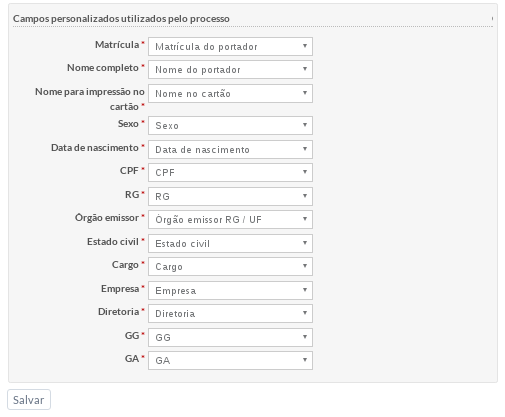 Campos personalizados utilizados pelo processo
Matrícula * Matrícula do portador
Nome completo * Nome do portador
Nome para impressão no
cartão * Nome no cartão
Sexo * Sexo
Data de nascimento * Data de nascimento
CPF * CPF
RG * RG
Órgão emissor * Órgão emissor RG / UF
Estado civil * Estado civil
Cargo * Cargo
Empresa * Empresa
Diretoria * Diretoria
GG * GG
GA * GA
Salvar